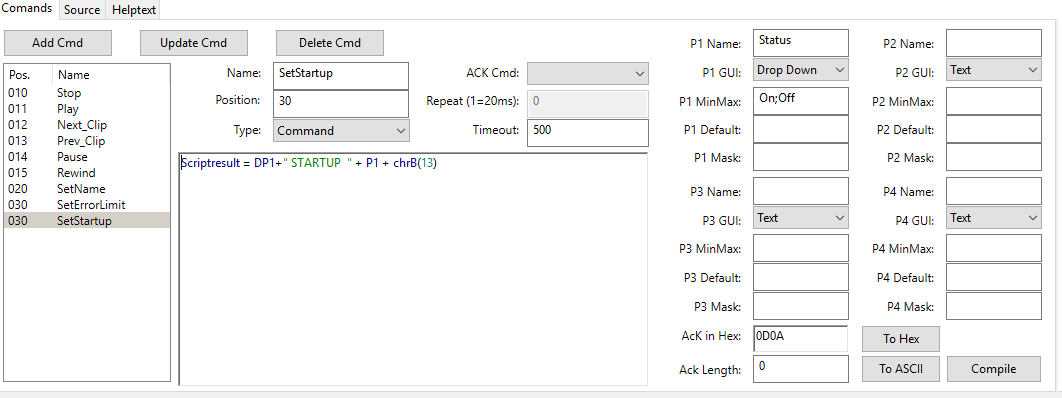 Comands Source Helptext
Add Cmd Update Cmd Delete Cmd
Pos. Name
010 Stop
011 Play
012 Next_Clip
013 Prev_Clip
014 Pause
015 Rewind
020 SetName
030 SetErrorLimit
030 SetStartup
Name: SetStartup ACK Cmd:
Position: 30 Repeat (1=20ms): 0
Type: Command Timeout: 500
Scriptresult = DP1+" STARTUP  " + P1 + chrB(13)
P1 Name: Status P2 Name:
P1 GUI: Drop Down P2 GUI: Text
P1 MinMax: On;Off P2 MinMax:
P1 Default: P2 Default:
P1 Mask: P2 Mask:
P3 Name: P4 Name:
P3 GUI: Text P4 GUI: Text
P3 MinMax: P4 MinMax:
P3 Default: P4 Default:
P3 Mask: P4 Mask:
AcK in Hex: 0D0A To Hex
Ack Length: 0 To ASCII Compile